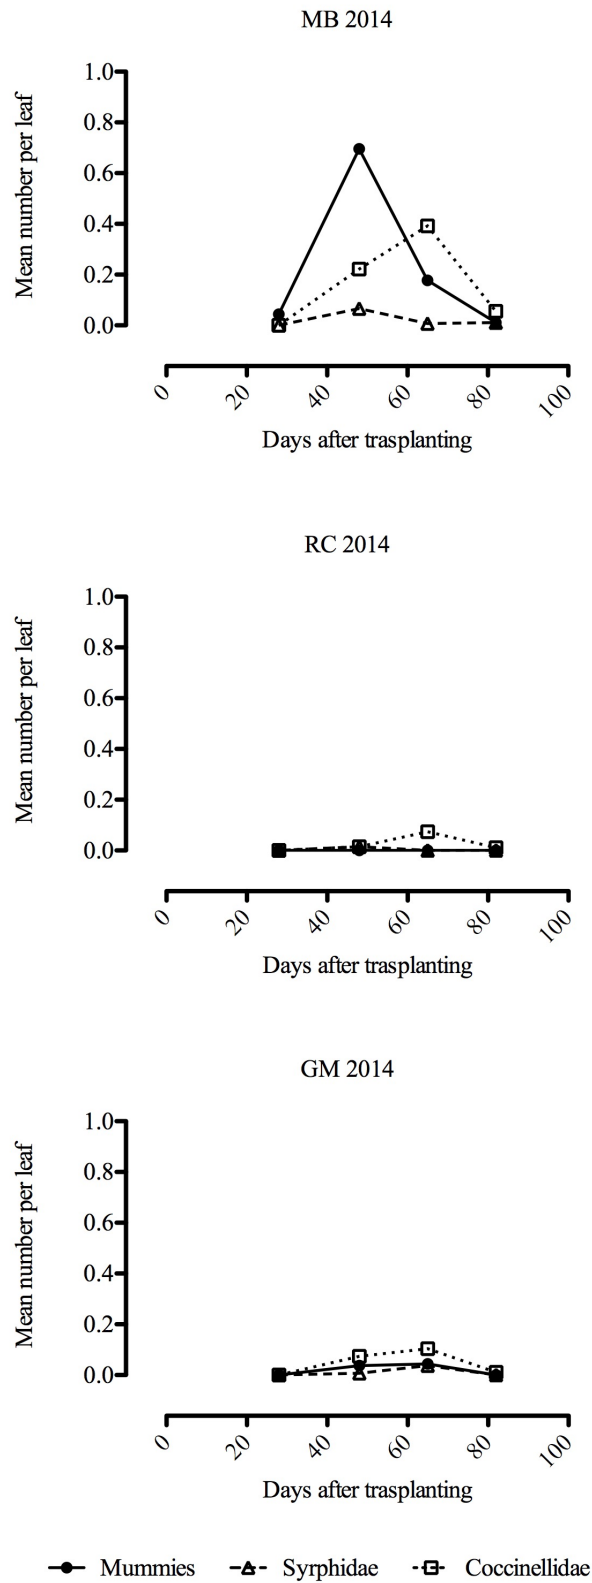 MB 2014
Mean number per leaf
1.0
0.8
0.6
0.4
0.2
0.0
0 20 40 60 80 100
Days after trasplanting
RC 2014
Mean number per leaf
1.0
0.8
0.6
0.4
0.2
0.0
0 20 40 60 80 100
Days after trasplanting
GM 2014
Mean number per leaf
1.0
0.8
0.6
0.4
0.2
0.0
0 20 40 60 80 100
Days after trasplanting
Mummies Syrphidae Coccinellidae